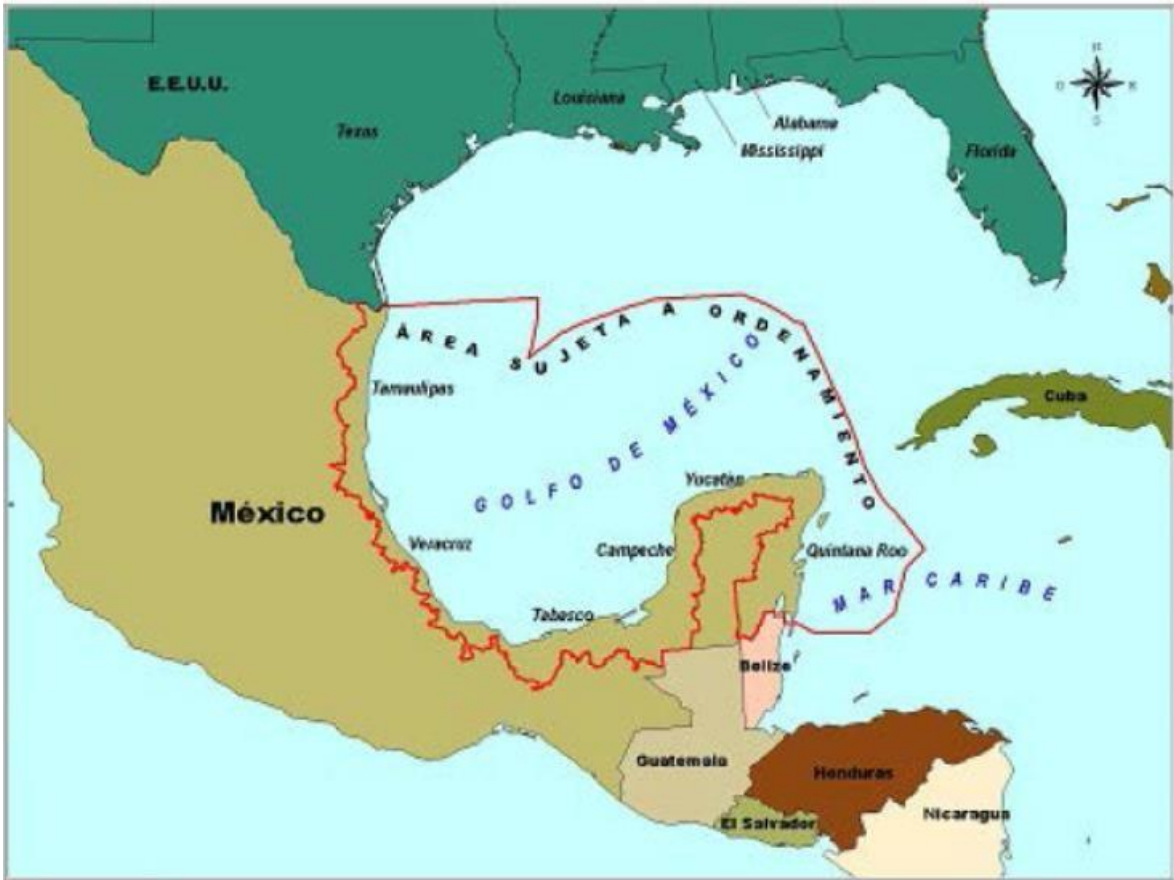 E.E.U.U.
Texas
Louisiana
Alabama
Mississippi
Florida
N
O
E
S
ÁREA SUJETA A ORDENAMIENTO
Tamaulipas
GOLFO DE MÉXICO
Cuba
México
Yucatán
Veracruz
Campeche
Quintana Roo
MAR CARIBE
Tabasco
Belize
Guatemala
Honduras
El Salvador
Nicaragua